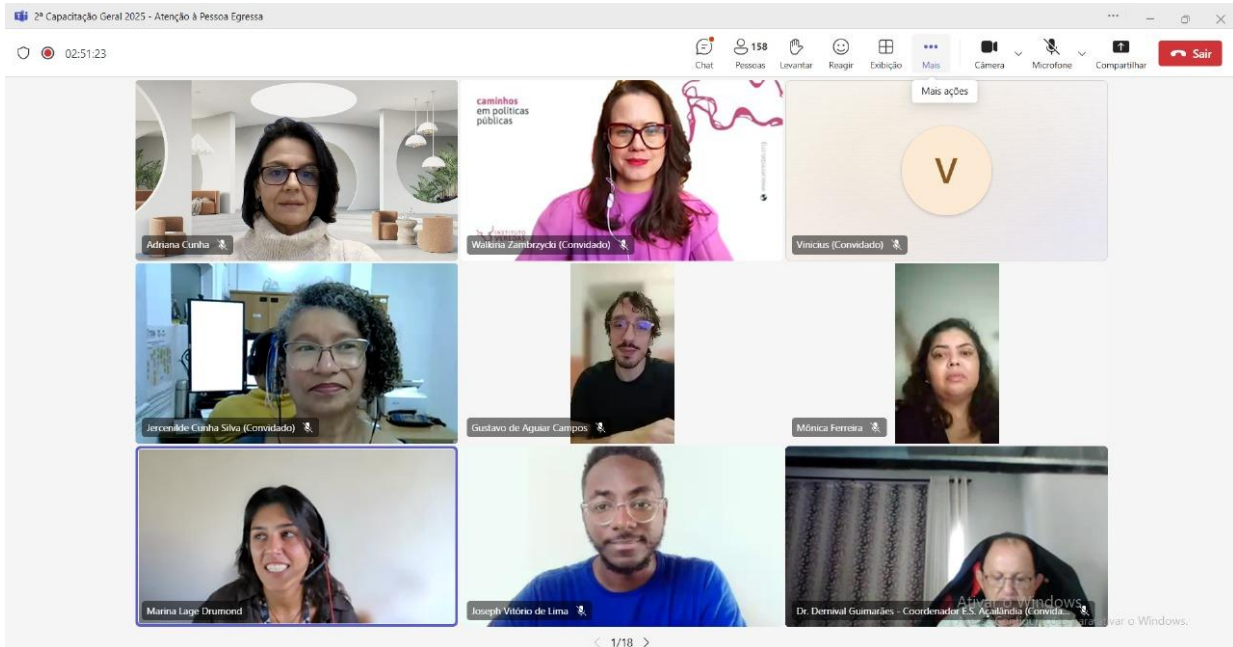 2ª Capacitação Geral 2025 - Atenção à Pessoa Egressa
02:51:23
158
Chat
Pessoas
Levantar
Reagir
Exibição
Mais
Câmera
Microfone
Compartilhar
Sair
Mais ações
caminhos
em políticas
públicas
INSTITUTO
V
Adriana Cunha
Walkiria Zambrzycki (Convidado)
Vinicius (Convidado)
Jercenilde Cunha Silva (Convidado)
Gustavo de Aguiar Campos
Mônica Ferreira
Marina Lage Drumond
Joseph Vitório de Lima
Dr. Dernival Guimarães - Coordenador E.S. Açailândia (Convida...
Ativar o Windows
ativar o Windows.
1/18